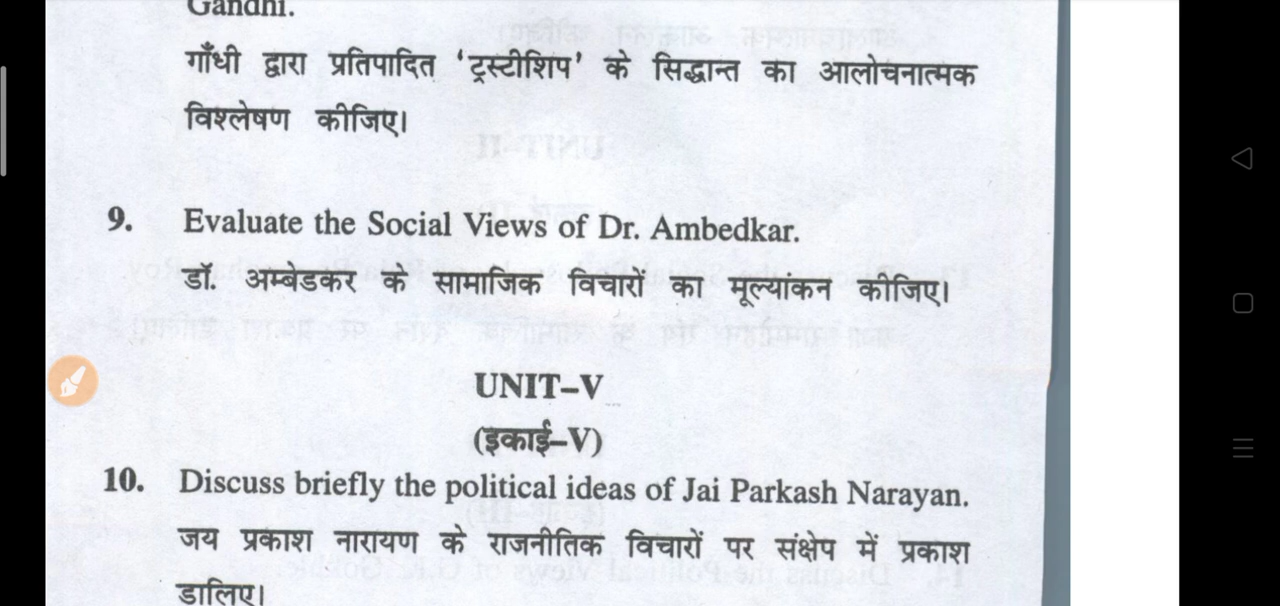 Gandhi.
गाँधी द्वारा प्रतिपादित ‘ट्रस्टीशिप’ के सिद्धान्त का आलोचनात्मक
विश्लेषण कीजिए।
9. Evaluate the Social Views of Dr. Ambedkar.
डॉ. अम्बेडकर के सामाजिक विचारों का मूल्यांकन कीजिए।
UNIT–V
(इकाई–V)
10. Discuss briefly the political ideas of Jai Parkash Narayan.
जय प्रकाश नारायण के राजनीतिक विचारों पर संक्षेप में प्रकाश
डालिए।